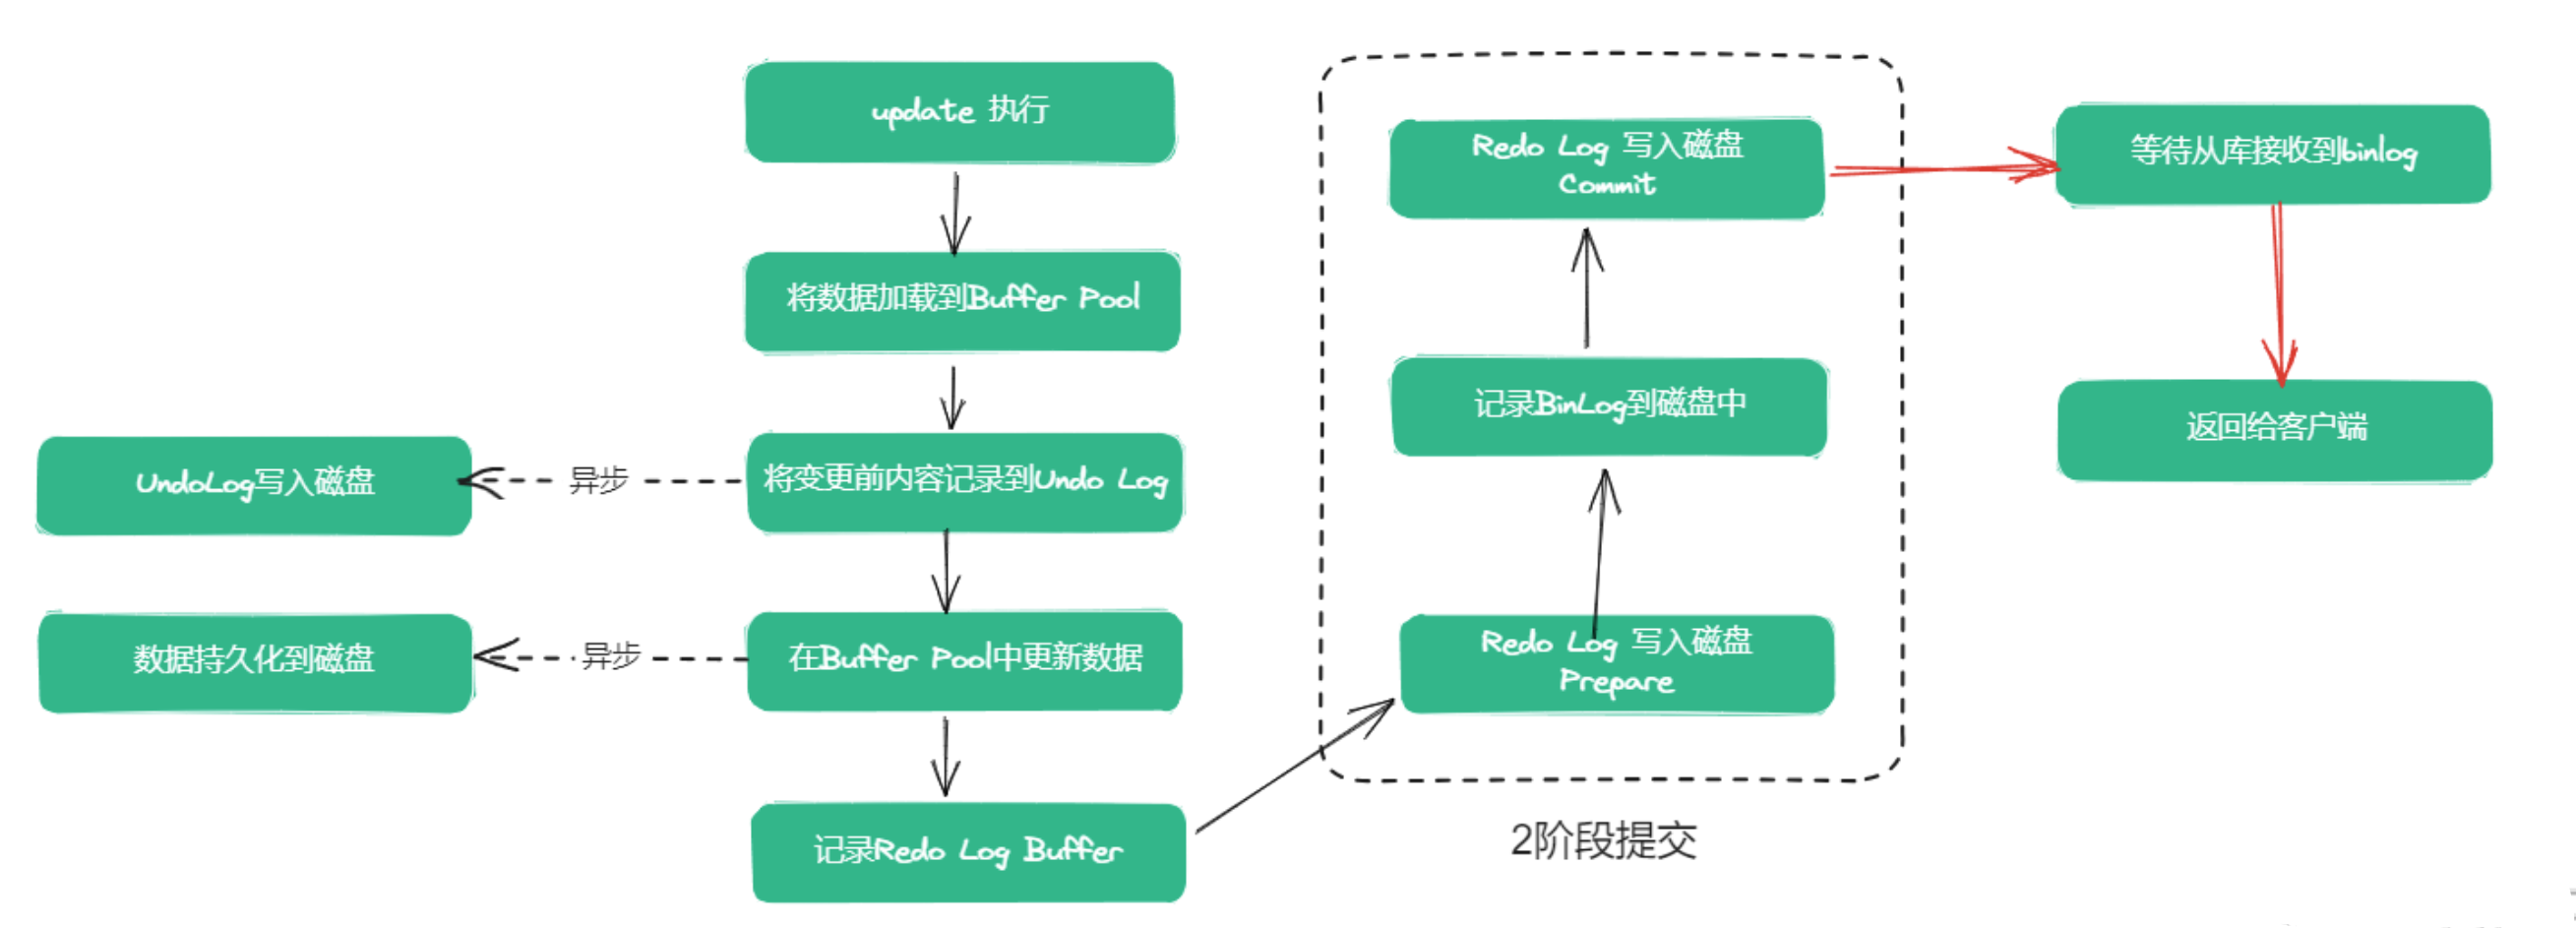 update 执行
将数据加载到Buffer Pool
将变更前内容记录到Undo Log
异步
UndoLog写入磁盘
在Buffer Pool中更新数据
异步
数据持久化到磁盘
记录Redo Log Buffer
Redo Log 写入磁盘
Prepare
记录BinLog到磁盘中
Redo Log 写入磁盘
Commit
2阶段提交
等待从库接收到binlog
返回给客户端